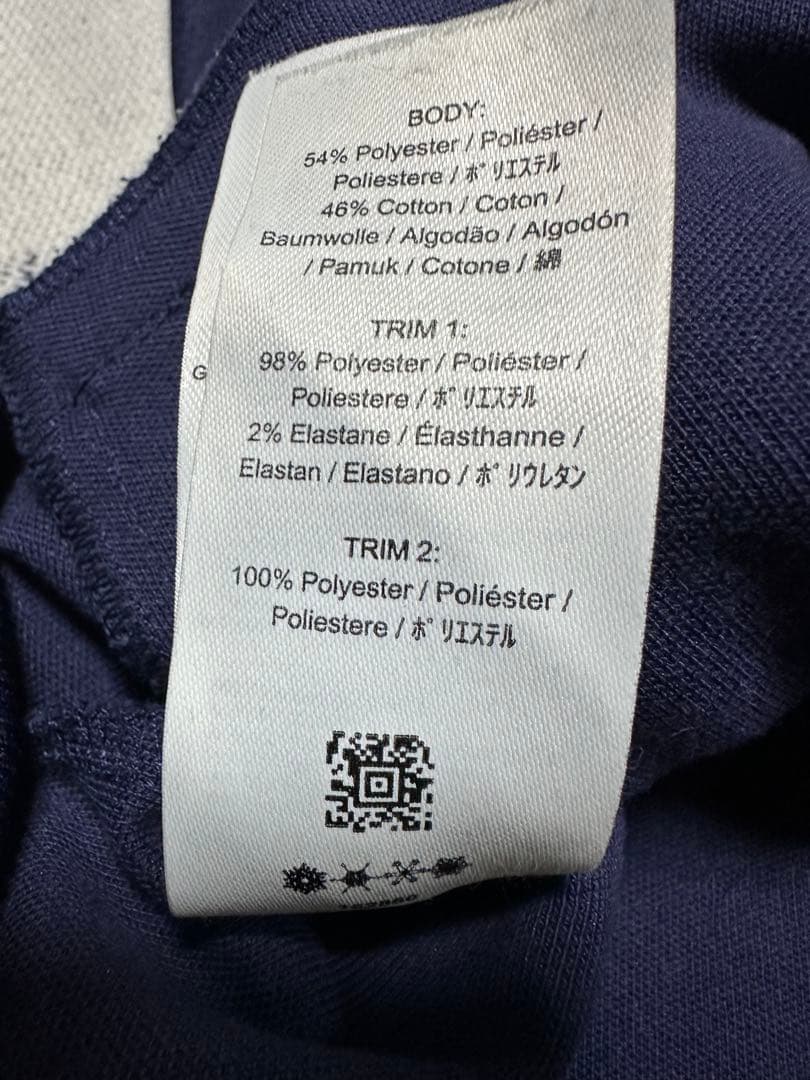 BODY:
54% Polyester / Poliéster /
Poliestere / ポリエステル
46% Cotton / Coton /
Baumwolle / Algodão / Algodón
/ Pamuk / Cotone / 綿
TRIM 1:
98% Polyester / Poliéster /
Poliestere / ポリエステル
2% Elastane / Élasthanne /
Elastan / Elastano / ポリウレタン
TRIM 2:
100% Polyester / Poliéster /
Poliestere / ポリエステル
G